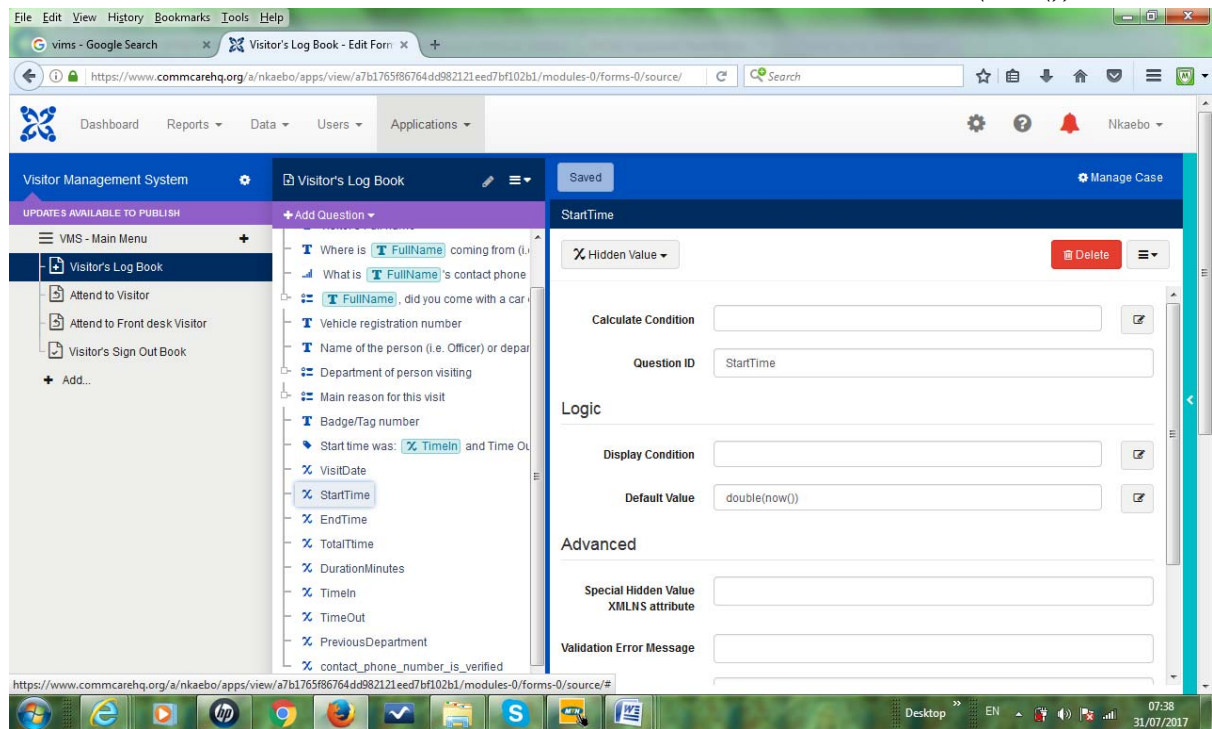 File Edit View History Bookmarks Tools Help
vims - Google Search
Visitor's Log Book - Edit Form
https://www.commcarehq.org/a/nkaebo/apps/view/a7b1765f86764dd982121eed7bf102b1/modules-0/forms-0/source/
Search
Dashboard Reports Data Users Applications
Nkaebo
Visitor Management System
UPDATES AVAILABLE TO PUBLISH
VMS - Main Menu
Visitor's Log Book
Attend to Visitor
Attend to Front desk Visitor
Visitor's Sign Out Book
Add...
Visitor's Log Book
Add Question
Where is FullName coming from (i.
What is FullName 's contact phone
FullName , did you come with a car
Vehicle registration number
Name of the person (i.e. Officer) or depar
Department of person visiting
Main reason for this visit
Badge/Tag number
Start time was: TimeIn and Time Ou
VisitDate
StartTime
EndTime
TotalTtime
DurationMinutes
TimeIn
TimeOut
PreviousDepartment
contact_phone_number_is_verified
Saved
Manage Case
StartTime
Hidden Value
Delete
Calculate Condition
Question ID StartTime
Logic
Display Condition
Default Value double(now())
Advanced
Special Hidden Value
XMLNS attribute
Validation Error Message
https://www.commcarehq.org/a/nkaebo/apps/view/a7b1765f86764dd982121eed7bf102b1/modules-0/forms-0/source/#
Desktop
EN
07:38
31/07/2017